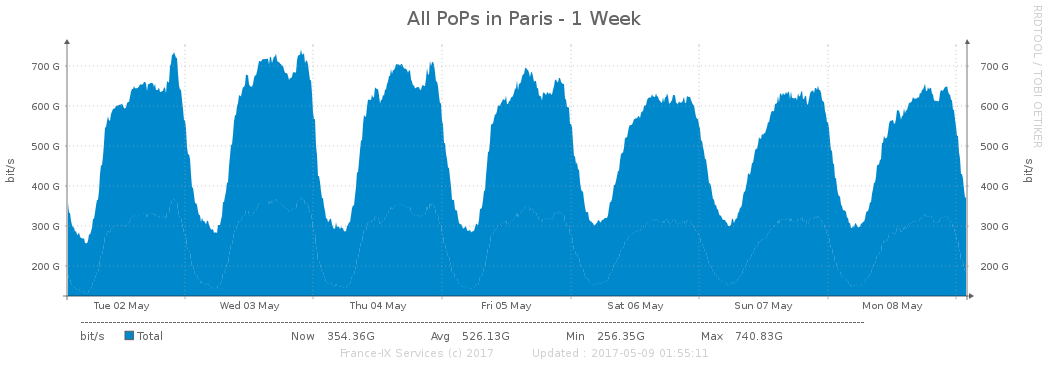 All PoPs in Paris - 1 Week
RRDTOOL / TOBI OETIKER
bit/s
700 G
600 G
500 G
400 G
300 G
200 G
700 G
600 G
500 G
400 G
300 G
200 G
bit/s
Tue 02 May Wed 03 May Thu 04 May Fri 05 May Sat 06 May Sun 07 May Mon 08 May
bit/s Total Now 354.36G Avg 526.13G Min 256.35G Max 740.83G
France-IX Services (c) 2017 Updated : 2017-05-09 01:55:11